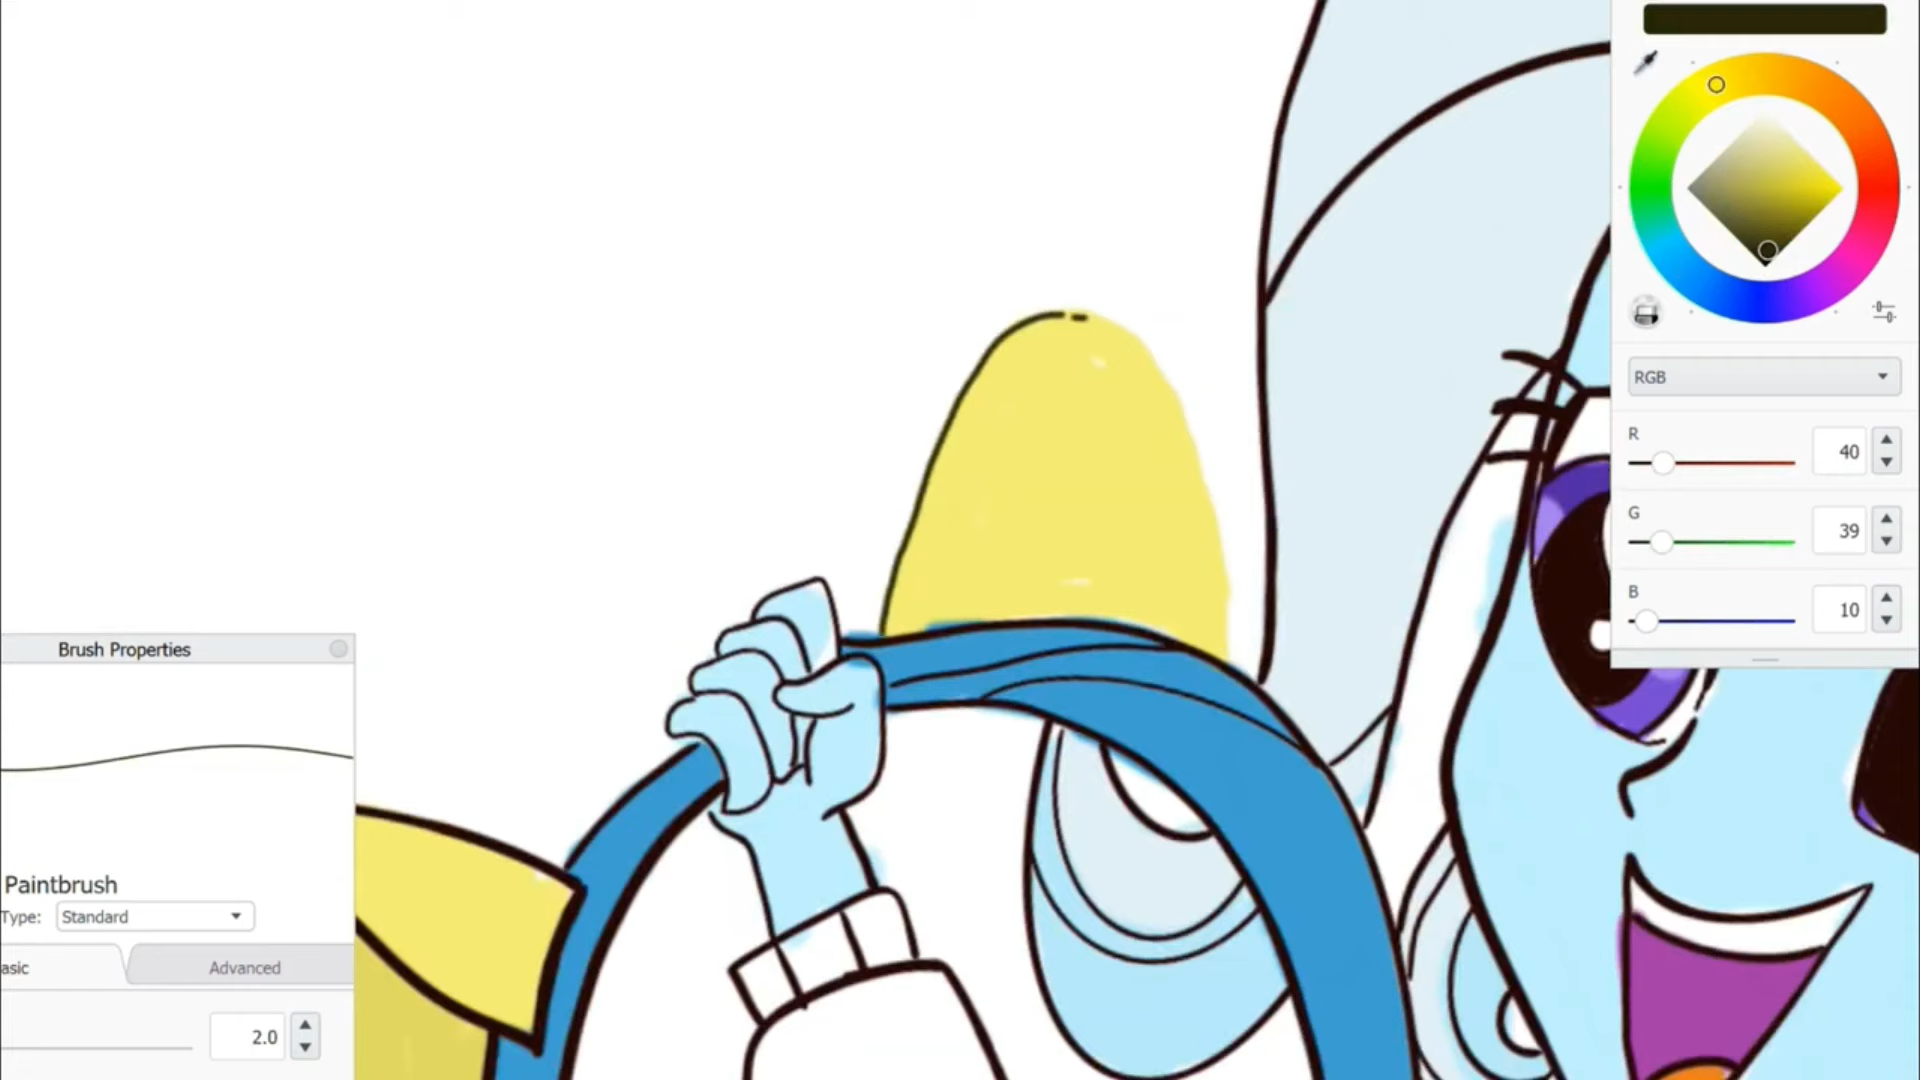 RGB
R
40
G
39
B
10
Brush Properties
Paintbrush
Type: Standard
asic Advanced
2.0